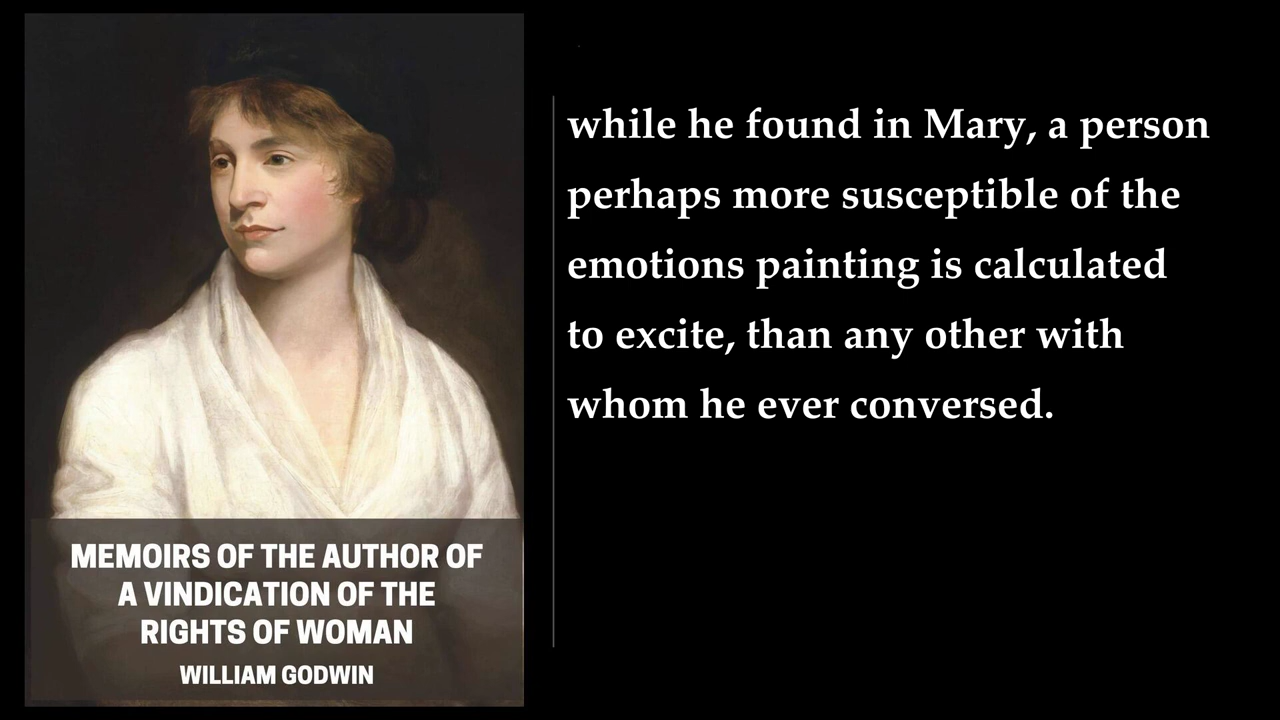 MEMOIRS OF THE AUTHOR OF
A VINDICATION OF THE
RIGHTS OF WOMAN
WILLIAM GODWIN
while he found in Mary, a person
perhaps more susceptible of the
emotions painting is calculated
to excite, than any other with
whom he ever conversed.